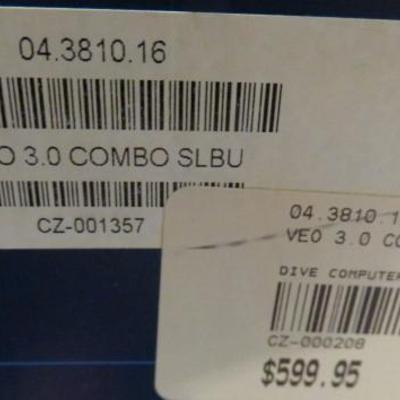 04.3810.16
O 3.0 COMBO SLBU
CZ-001357
04.3810.1
VEO 3.0 CO
DIVE COMPUTER
CZ-000208
$599.95